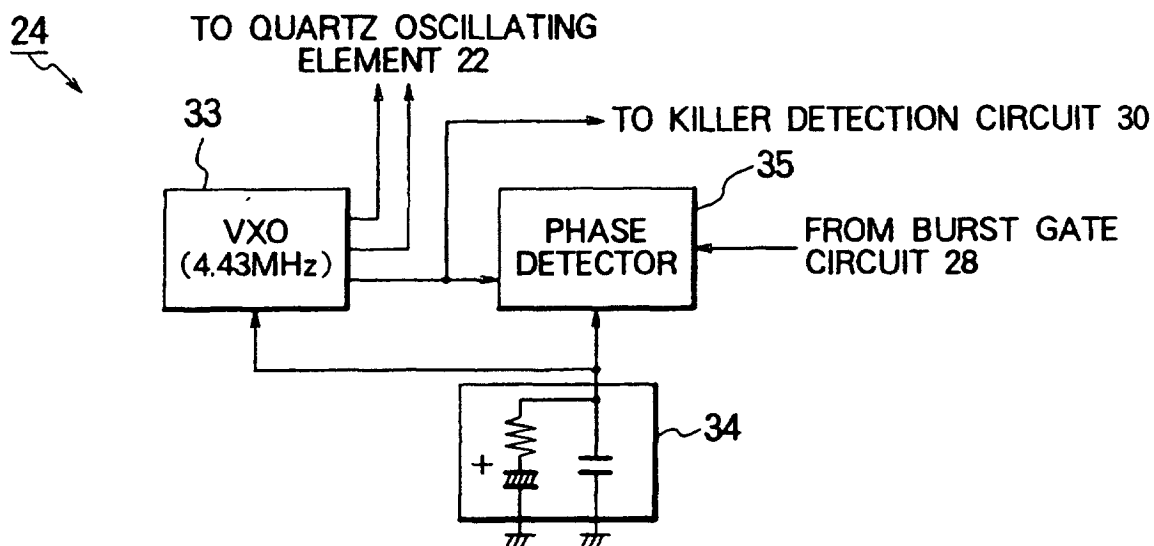 24
TO QUARTZ OSCILLATING
ELEMENT 22
33
TO KILLER DETECTION CIRCUIT 30
35
VXO
(4.43MHz)
PHASE
DETECTOR
FROM BURST GATE
CIRCUIT 28
34
+